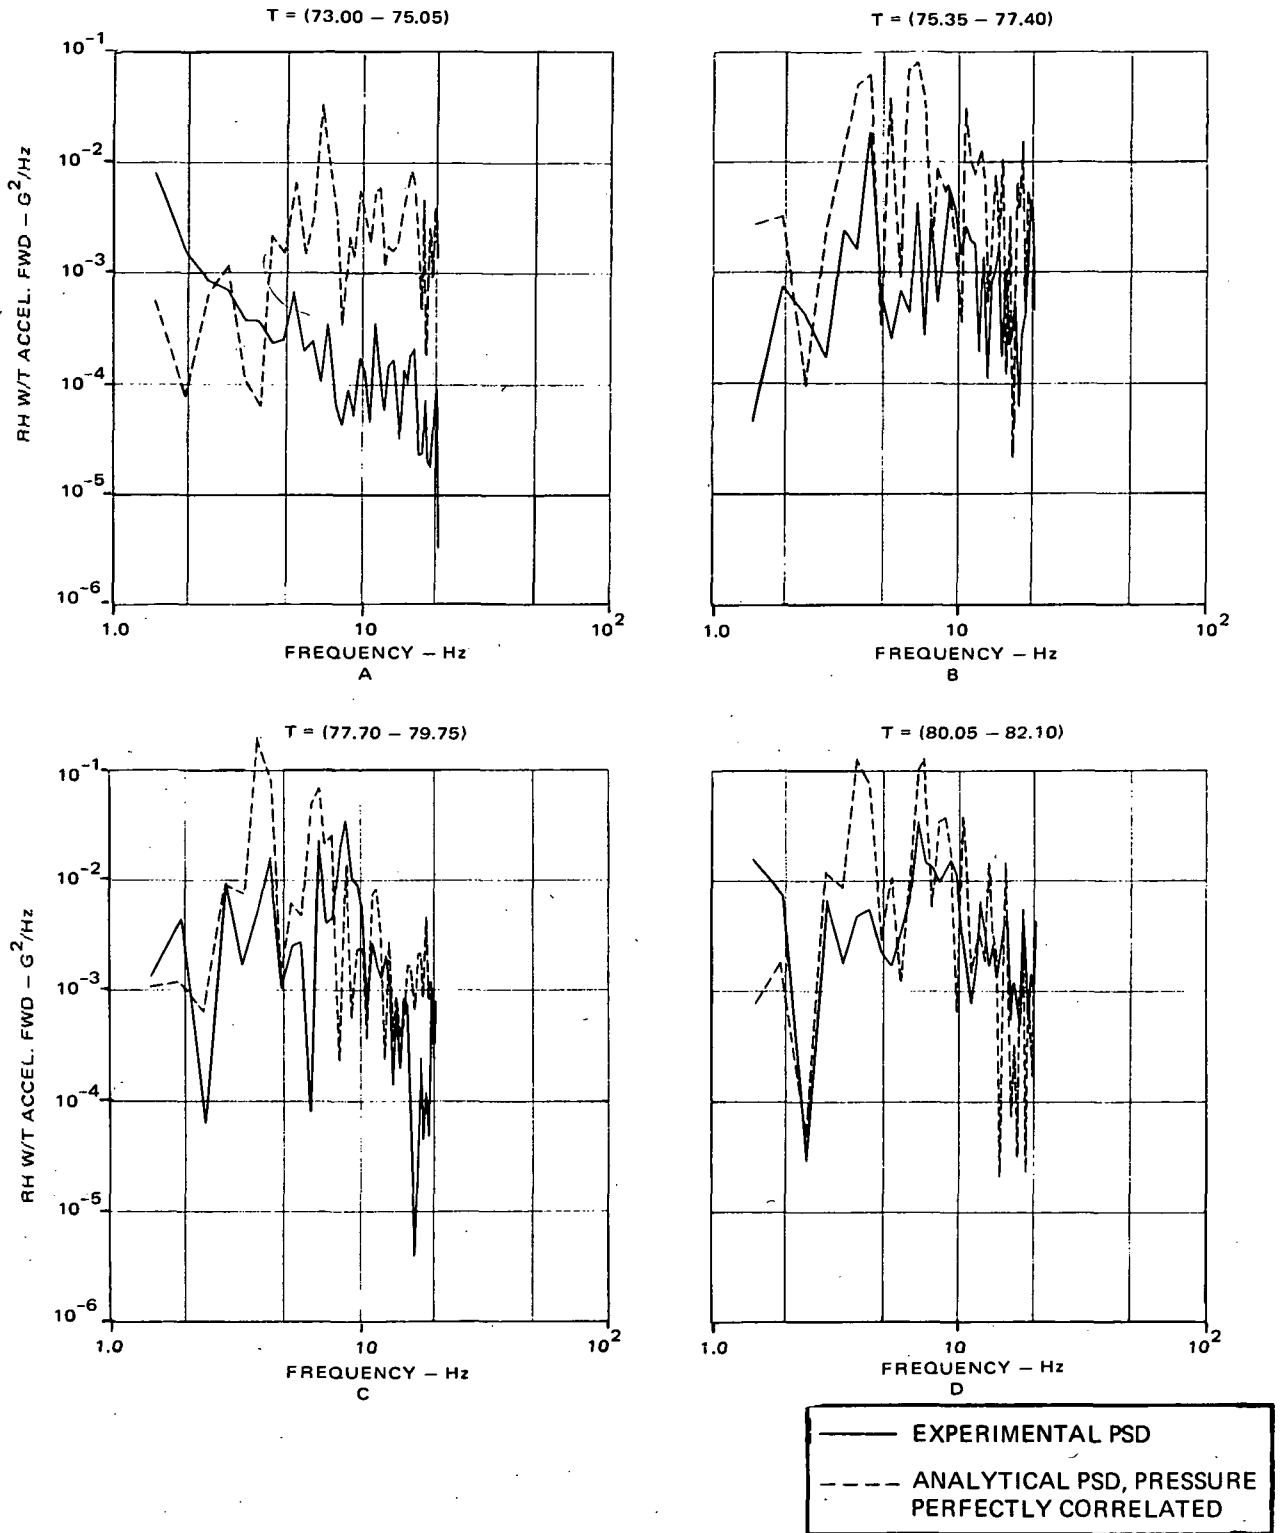 T = (73.00 – 75.05)
10⁻¹
10⁻²
10⁻³
10⁻⁴
10⁻⁵
10⁻⁶
RH W/T ACCEL. FWD – G²/Hz
1.0
10
10²
FREQUENCY – Hz
A
T = (75.35 – 77.40)
1.0
10
10²
FREQUENCY – Hz
B
T = (77.70 – 79.75)
10⁻¹
10⁻²
10⁻³
10⁻⁴
10⁻⁵
10⁻⁶
RH W/T ACCEL. FWD – G²/Hz
1.0
10
10²
FREQUENCY – Hz
C
T = (80.05 – 82.10)
1.0
10
10²
FREQUENCY – Hz
D
EXPERIMENTAL PSD
ANALYTICAL PSD, PRESSURE
PERFECTLY CORRELATED